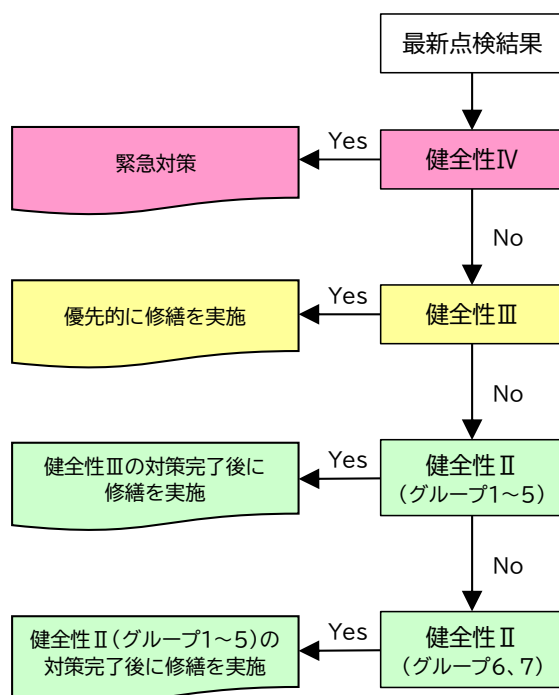 最新点検結果
緊急対策
Yes
健全性Ⅳ
No
優先的に修繕を実施
Yes
健全性Ⅲ
No
健全性Ⅲの対策完了後に
修繕を実施
Yes
健全性Ⅱ
(グループ1~5)
No
健全性Ⅱ(グループ1~5)の
対策完了後に修繕を実施
Yes
健全性Ⅱ
(グループ6、7)